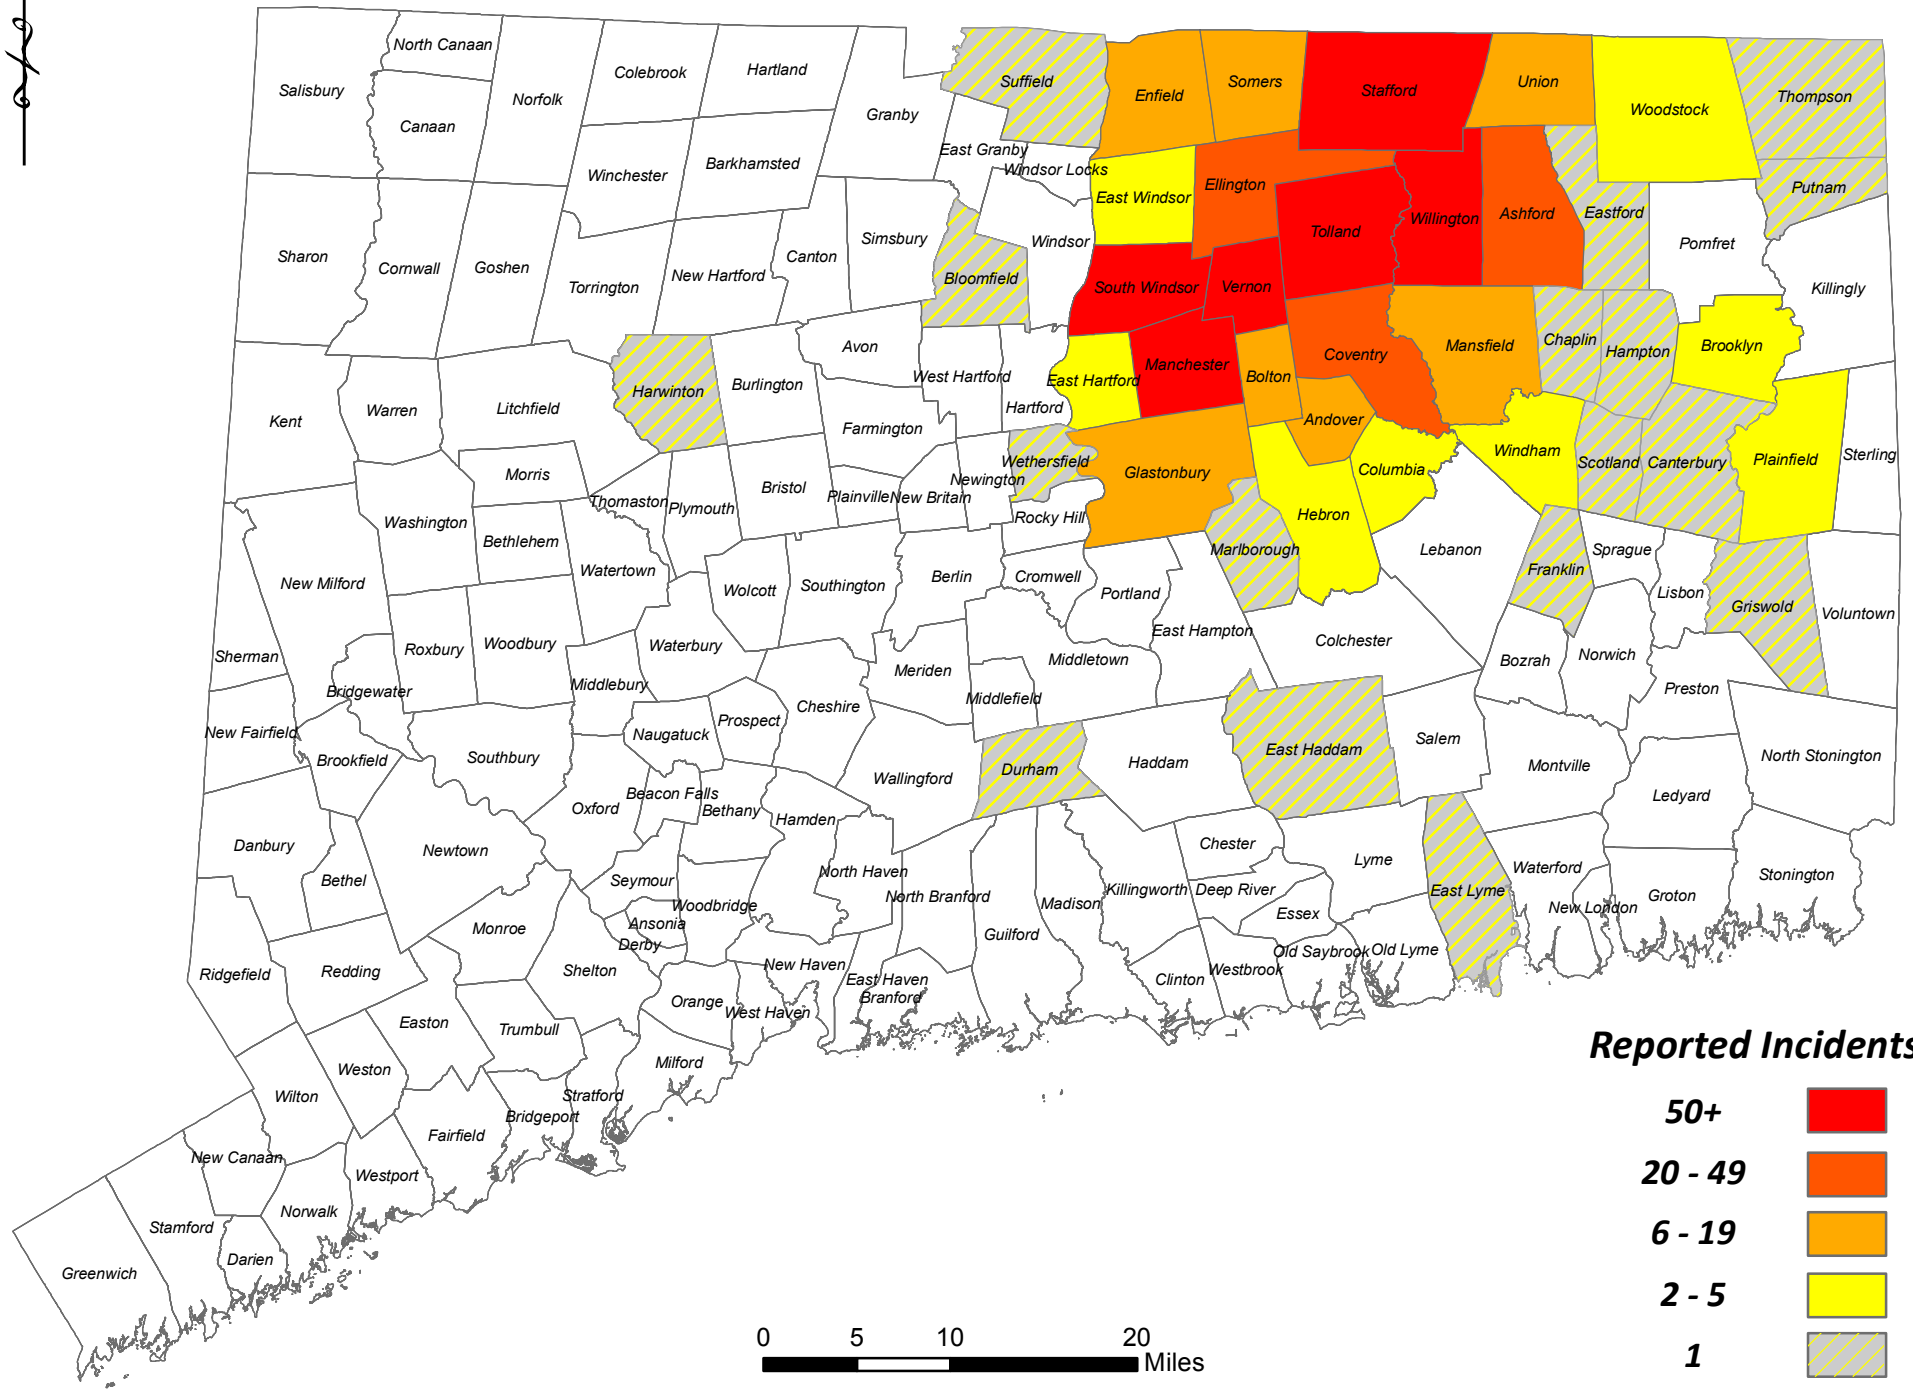 North Canaan
Salisbury
Canaan
Norfolk
Colebrook
Hartland
Granby
Suffield
Enfield
Somers
Stafford
Union
Woodstock
Thompson
East Granby
Windsor Locks
Winchester
Barkhamsted
East Windsor
Ellington
Willington
Ashford
Eastford
Putnam
Sharon
Cornwall
Goshen
Torrington
New Hartford
Canton
Simsbury
Bloomfield
Windsor
South Windsor
Vernon
Tolland
Pomfret
Killingly
Harwinton
Burlington
Avon
West Hartford
Hartford
East Hartford
Manchester
Bolton
Coventry
Mansfield
Chaplin
Hampton
Brooklyn
Kent
Warren
Litchfield
Farmington
Andover
Morris
Thomaston
Plymouth
Bristol
Plainville
New Britain
Newington
Wethersfield
Glastonbury
Columbia
Windham
Scotland
Canterbury
Plainfield
Sterling
Washington
Bethlehem
Rocky Hill
Hebron
Marlborough
Lebanon
Franklin
Sprague
New Milford
Watertown
Wolcott
Southington
Berlin
Cromwell
Portland
Lisbon
Griswold
Voluntown
Sherman
Roxbury
Woodbury
Waterbury
Meriden
Middletown
East Hampton
Colchester
Bozrah
Norwich
Bridgewater
Middlebury
Middlefield
Preston
New Fairfield
Brookfield
Southbury
Naugatuck
Prospect
Cheshire
Wallingford
Durham
Haddam
East Haddam
Salem
Montville
North Stonington
Oxford
Beacon Falls
Bethany
Hamden
Ledyard
Danbury
Bethel
Newtown
Seymour
Woodbridge
North Haven
North Branford
Madison
Killingworth
Chester
Deep River
Essex
Lyme
East Lyme
Waterford
New London
Groton
Stonington
Ansonia
Derby
Monroe
Guilford
Ridgefield
Redding
Shelton
New Haven
East Haven
Branford
Clinton
Westbrook
Old Saybrook
Old Lyme
Orange
West Haven
Easton
Trumbull
Milford
Weston
Wilton
Stratford
Bridgeport
Fairfield
New Canaan
Westport
Norwalk
Stamford
Darien
Greenwich
Reported Incidents
50+
20 - 49
6 - 19
2 - 5
1
0 5 10 20
Miles